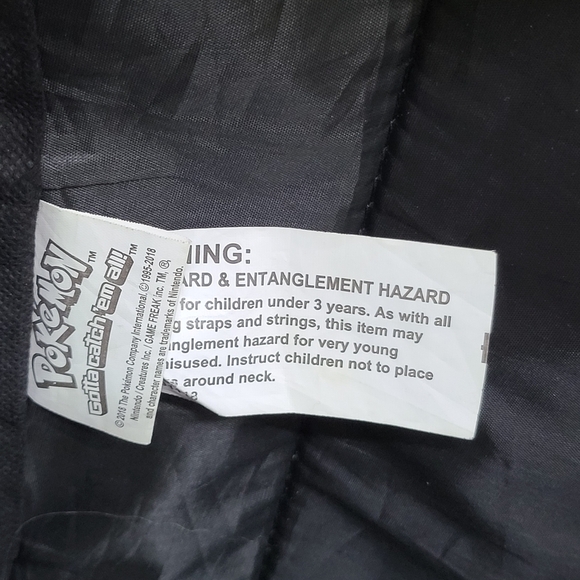 POKéMON™
Gotta catch 'em all!™
©2018 The Pokémon Company International. ©1995-2018
Nintendo / Creatures Inc. / GAME FREAK inc. TM, ®,
and character names are trademarks of Nintendo.
NING:
ARD & ENTANGLEMENT HAZARD
for children under 3 years. As with all
g straps and strings, this item may
anglement hazard for very young
isused. Instruct children not to place
around neck.